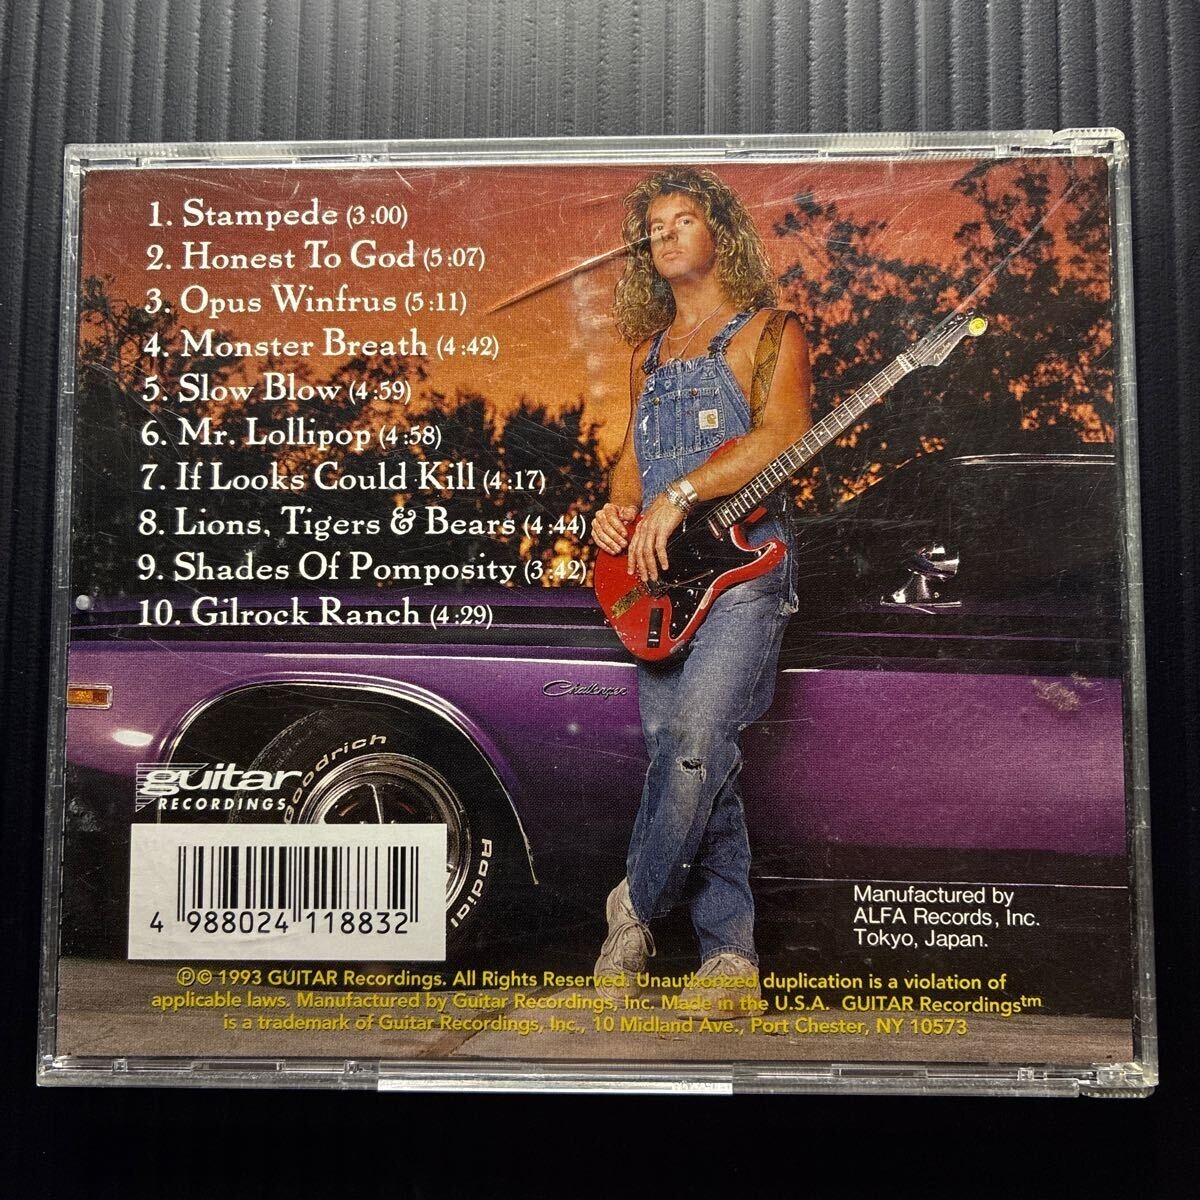 1. Stampede (3:00)
2. Honest To God (5:07)
3. Opus Winfrus (5:11)
4. Monster Breath (4:42)
5. Slow Blow (4:59)
6. Mr. Lollipop (4:58)
7. If Looks Could Kill (4:17)
8. Lions, Tigers & Bears (4:44)
9. Shades Of Pomposity (3:42)
10. Gilrock Ranch (4:29)
Fender
carhartt
Challenger
Goodrich
Radial
guitar
RECORDINGS
4 988024 118832
Manufactured by
ALFA Records, Inc.
Tokyo, Japan.
℗© 1993 GUITAR Recordings. All Rights Reserved. Unauthorized duplication is a violation of
applicable laws. Manufactured by Guitar Recordings, Inc. Made in the U.S.A. GUITAR Recordings™
is a trademark of Guitar Recordings, Inc., 10 Midland Ave., Port Chester, NY 10573